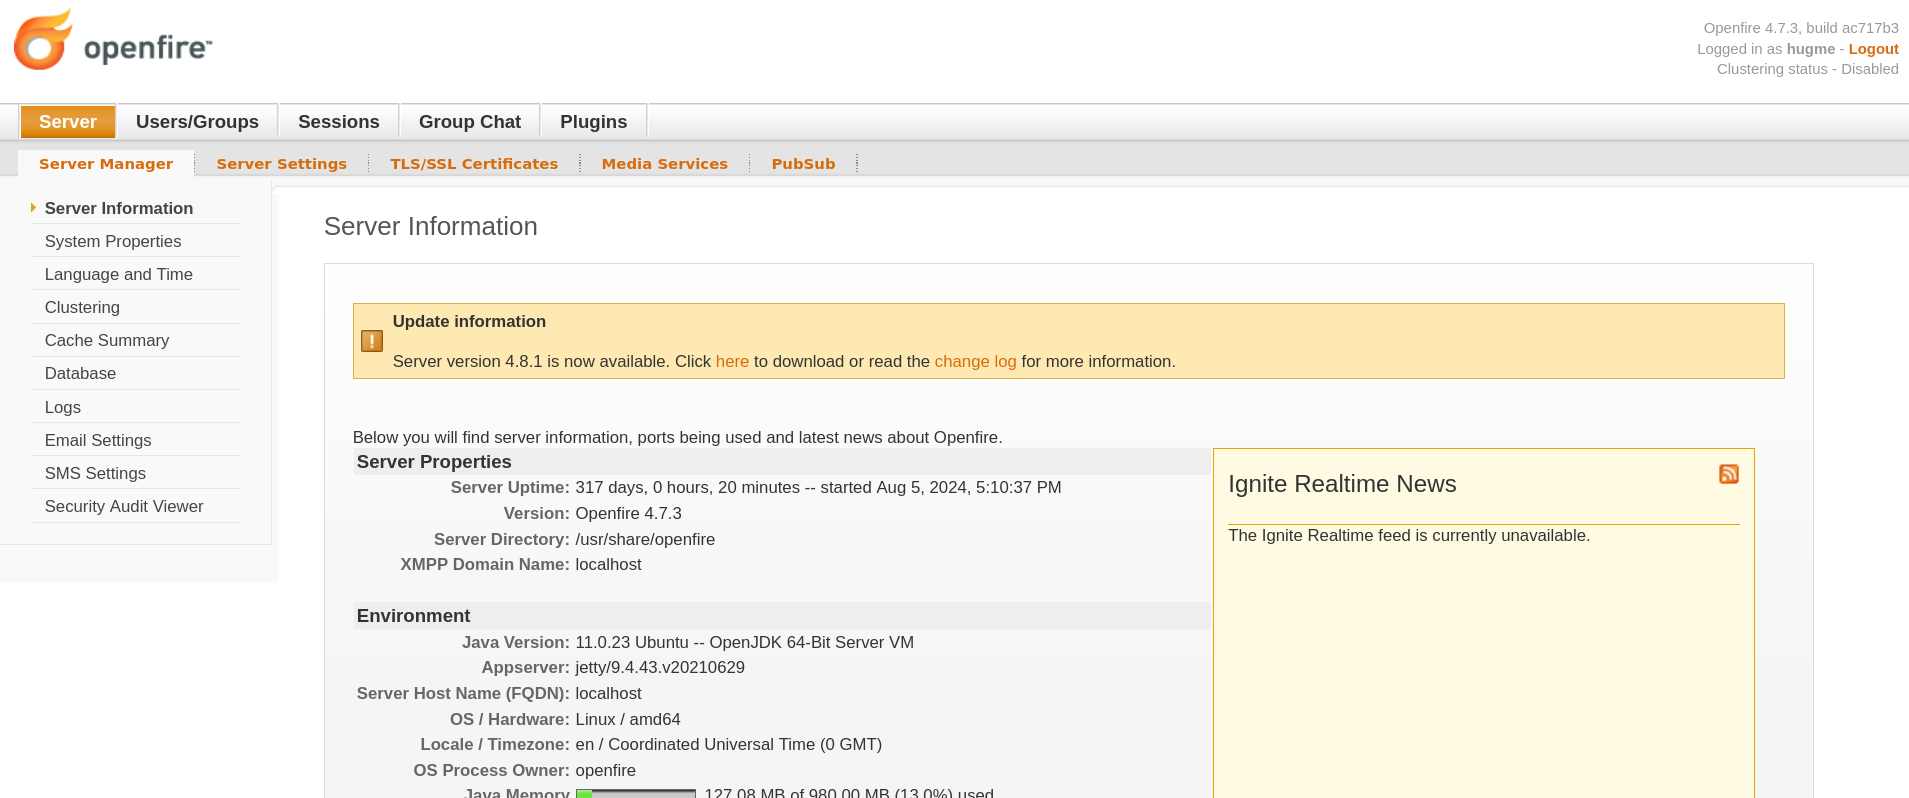 openfire™
Openfire 4.7.3, build ac717b3
Logged in as hugme - Logout
Clustering status - Disabled
Server
Users/Groups
Sessions
Group Chat
Plugins
Server Manager
Server Settings
TLS/SSL Certificates
Media Services
PubSub
Server Information
System Properties
Language and Time
Clustering
Cache Summary
Database
Logs
Email Settings
SMS Settings
Security Audit Viewer
Server Information
Update information
Server version 4.8.1 is now available. Click here to download or read the change log for more information.
Below you will find server information, ports being used and latest news about Openfire.
Server Properties
Server Uptime: 317 days, 0 hours, 20 minutes -- started Aug 5, 2024, 5:10:37 PM
Version: Openfire 4.7.3
Server Directory: /usr/share/openfire
XMPP Domain Name: localhost
Environment
Java Version: 11.0.23 Ubuntu -- OpenJDK 64-Bit Server VM
Appserver: jetty/9.4.43.v20210629
Server Host Name (FQDN): localhost
OS / Hardware: Linux / amd64
Locale / Timezone: en / Coordinated Universal Time (0 GMT)
OS Process Owner: openfire
Java Memory 127.08 MB of 980.00 MB (13.0%) used
Ignite Realtime News
The Ignite Realtime feed is currently unavailable.